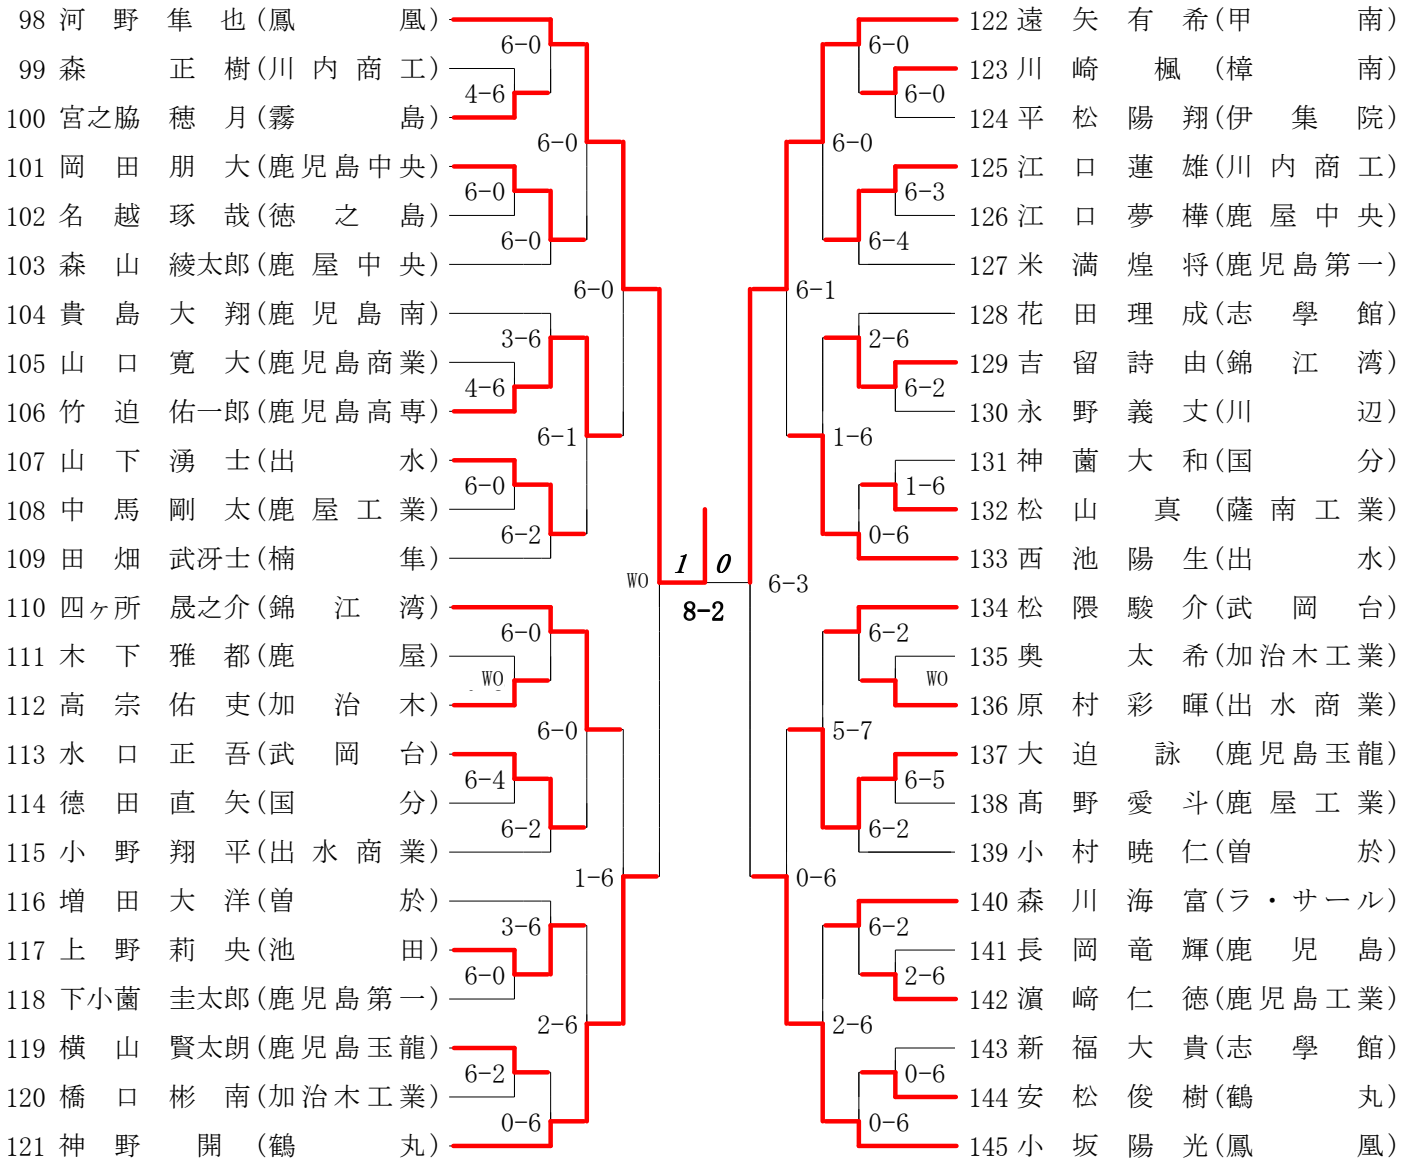 98 河野 隼也(鳳凰)
6-0
99 森 正樹(川内商工)
4-6
100 宮之脇 穂月(霧島)
6-0
101 岡田 朋大(鹿児島中央)
6-0
102 名越 琢哉(徳之島)
6-0
103 森山 綾太郎(鹿屋中央)
6-0
104 貴島 大翔(鹿児島南)
3-6
105 山口 寛大(鹿児島商業)
4-6
106 竹迫 佑一郎(鹿児島高専)
6-1
107 山下 湧士(出水)
6-0
108 中馬 剛太(鹿屋工業)
6-2
109 田畑 武冴士(楠隼)
WO
110 四ヶ所 晟之介(錦江湾)
6-0
111 木下 雅都(鹿屋)
WO
112 高宗 佑吏(加治木)
6-0
113 水口 正吾(武岡台)
6-4
114 德田 直矢(国分)
6-2
115 小野 翔平(出水商業)
1-6
116 増田 大洋(曽於)
3-6
117 上野 莉央(池田)
6-0
118 下小薗 圭太郎(鹿児島第一)
2-6
119 横山 賢太朗(鹿児島玉龍)
6-2
120 橋口 彬南(加治木工業)
0-6
121 神野 開(鶴丸)
1 0
8-2
122 遠矢有希(甲南)
6-0
123 川崎 楓(樟南)
6-0
124 平松陽翔(伊集院)
6-0
125 江口蓮雄(川内商工)
6-3
126 江口夢樺(鹿屋中央)
6-4
127 米満煌将(鹿児島第一)
6-1
128 花田理成(志學館)
2-6
129 吉留詩由(錦江湾)
6-2
130 永野義丈(川辺)
1-6
131 神薗大和(国分)
1-6
132 松山 真(薩南工業)
0-6
133 西池陽生(出水)
6-3
134 松隈駿介(武岡台)
6-2
135 奥 太希(加治木工業)
WO
136 原村彩暉(出水商業)
5-7
137 大迫 詠(鹿児島玉龍)
6-5
138 髙野愛斗(鹿屋工業)
6-2
139 小村暁仁(曽於)
0-6
140 森川海富(ラ・サール)
6-2
141 長岡竜輝(鹿児島)
2-6
142 濵﨑仁徳(鹿児島工業)
2-6
143 新福大貴(志學館)
0-6
144 安松俊樹(鶴丸)
0-6
145 小坂陽光(鳳凰)